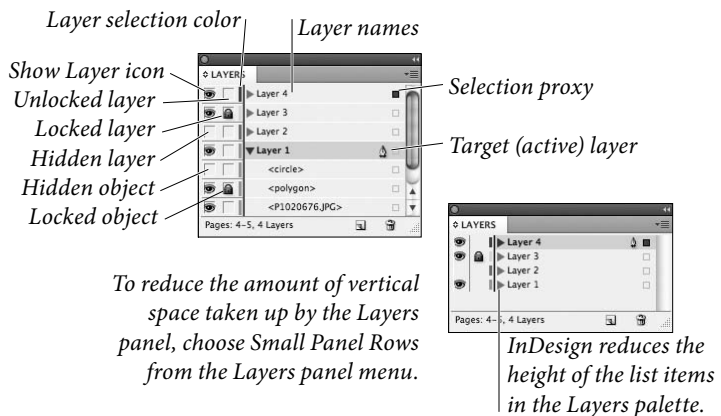 Layer selection color
Layer names
Show Layer icon
Unlocked layer
Locked layer
Hidden layer
Hidden object
Locked object
LAYERS
Layer 4
Layer 3
Layer 2
Layer 1
<circle>
<polygon>
<P1020676.JPG>
Pages: 4-5, 4 Layers
Selection proxy
Target (active) layer
To reduce the amount of vertical
space taken up by the Layers
panel, choose Small Panel Rows
from the Layers panel menu.
LAYERS
Layer 4
Layer 3
Layer 2
Layer 1
Pages: 4-5, 4 Layers
InDesign reduces the
height of the list items
in the Layers palette.